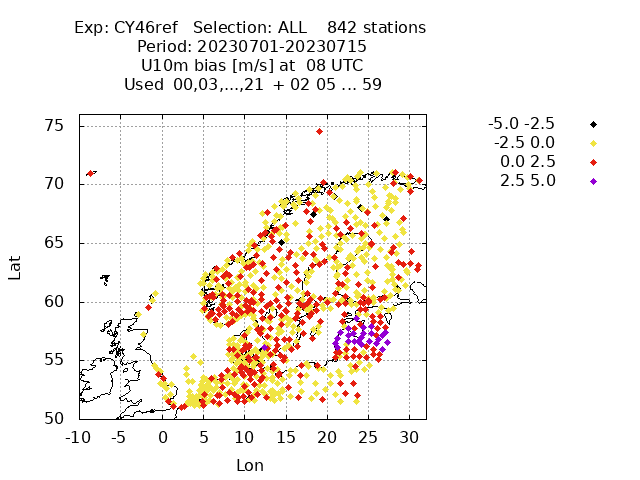 Exp: CY46ref   Selection: ALL    842 stations
Period: 20230701-20230715
U10m bias [m/s] at  08 UTC
Used  00,03,...,21  + 02 05 ... 59
-5.0 -2.5
-2.5 0.0
0.0 2.5
2.5 5.0
75
70
65
60
55
50
Lat
-10 -5 0 5 10 15 20 25 30
Lon